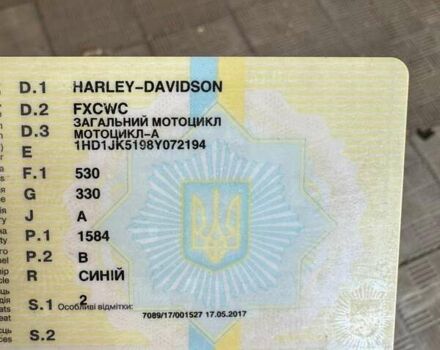 D.1 HARLEY-DAVIDSON
D.2 FXCWC
D.3 ЗАГАЛЬНИЙ МОТОЦИКЛ
МОТОЦИКЛ-А
E 1HD1JK5198Y072194
F.1 530
G 330
J A
P.1 1584
P.2 B
R СИНІЙ
S.1 2
Особливі відмітки:
7089/17/001527 17.05.2017
S.2